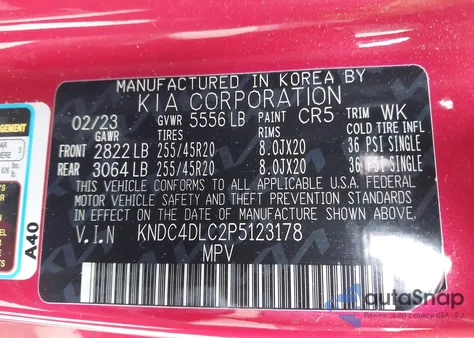 MANUFACTURED IN KOREA BY
KIA CORPORATION
02/23 GVWR 5556 LB PAINT CR5 TRIM WK
GAWR TIRES RIMS COLD TIRE INFL
FRONT 2822 LB 255/45R20 8.0JX20 36 PSI SINGLE
REAR 3064 LB 255/45R20 8.0JX20 36 PSI SINGLE
THIS VEHICLE CONFORMS TO ALL APPLICABLE U.S.A. FEDERAL
MOTOR VEHICLE SAFETY AND THEFT PREVENTION STANDARDS
IN EFFECT ON THE DATE OF MANUFACTURE SHOWN ABOVE.
V.I.N KNDC4DLC2P5123178
MPV
A40
autoSnap